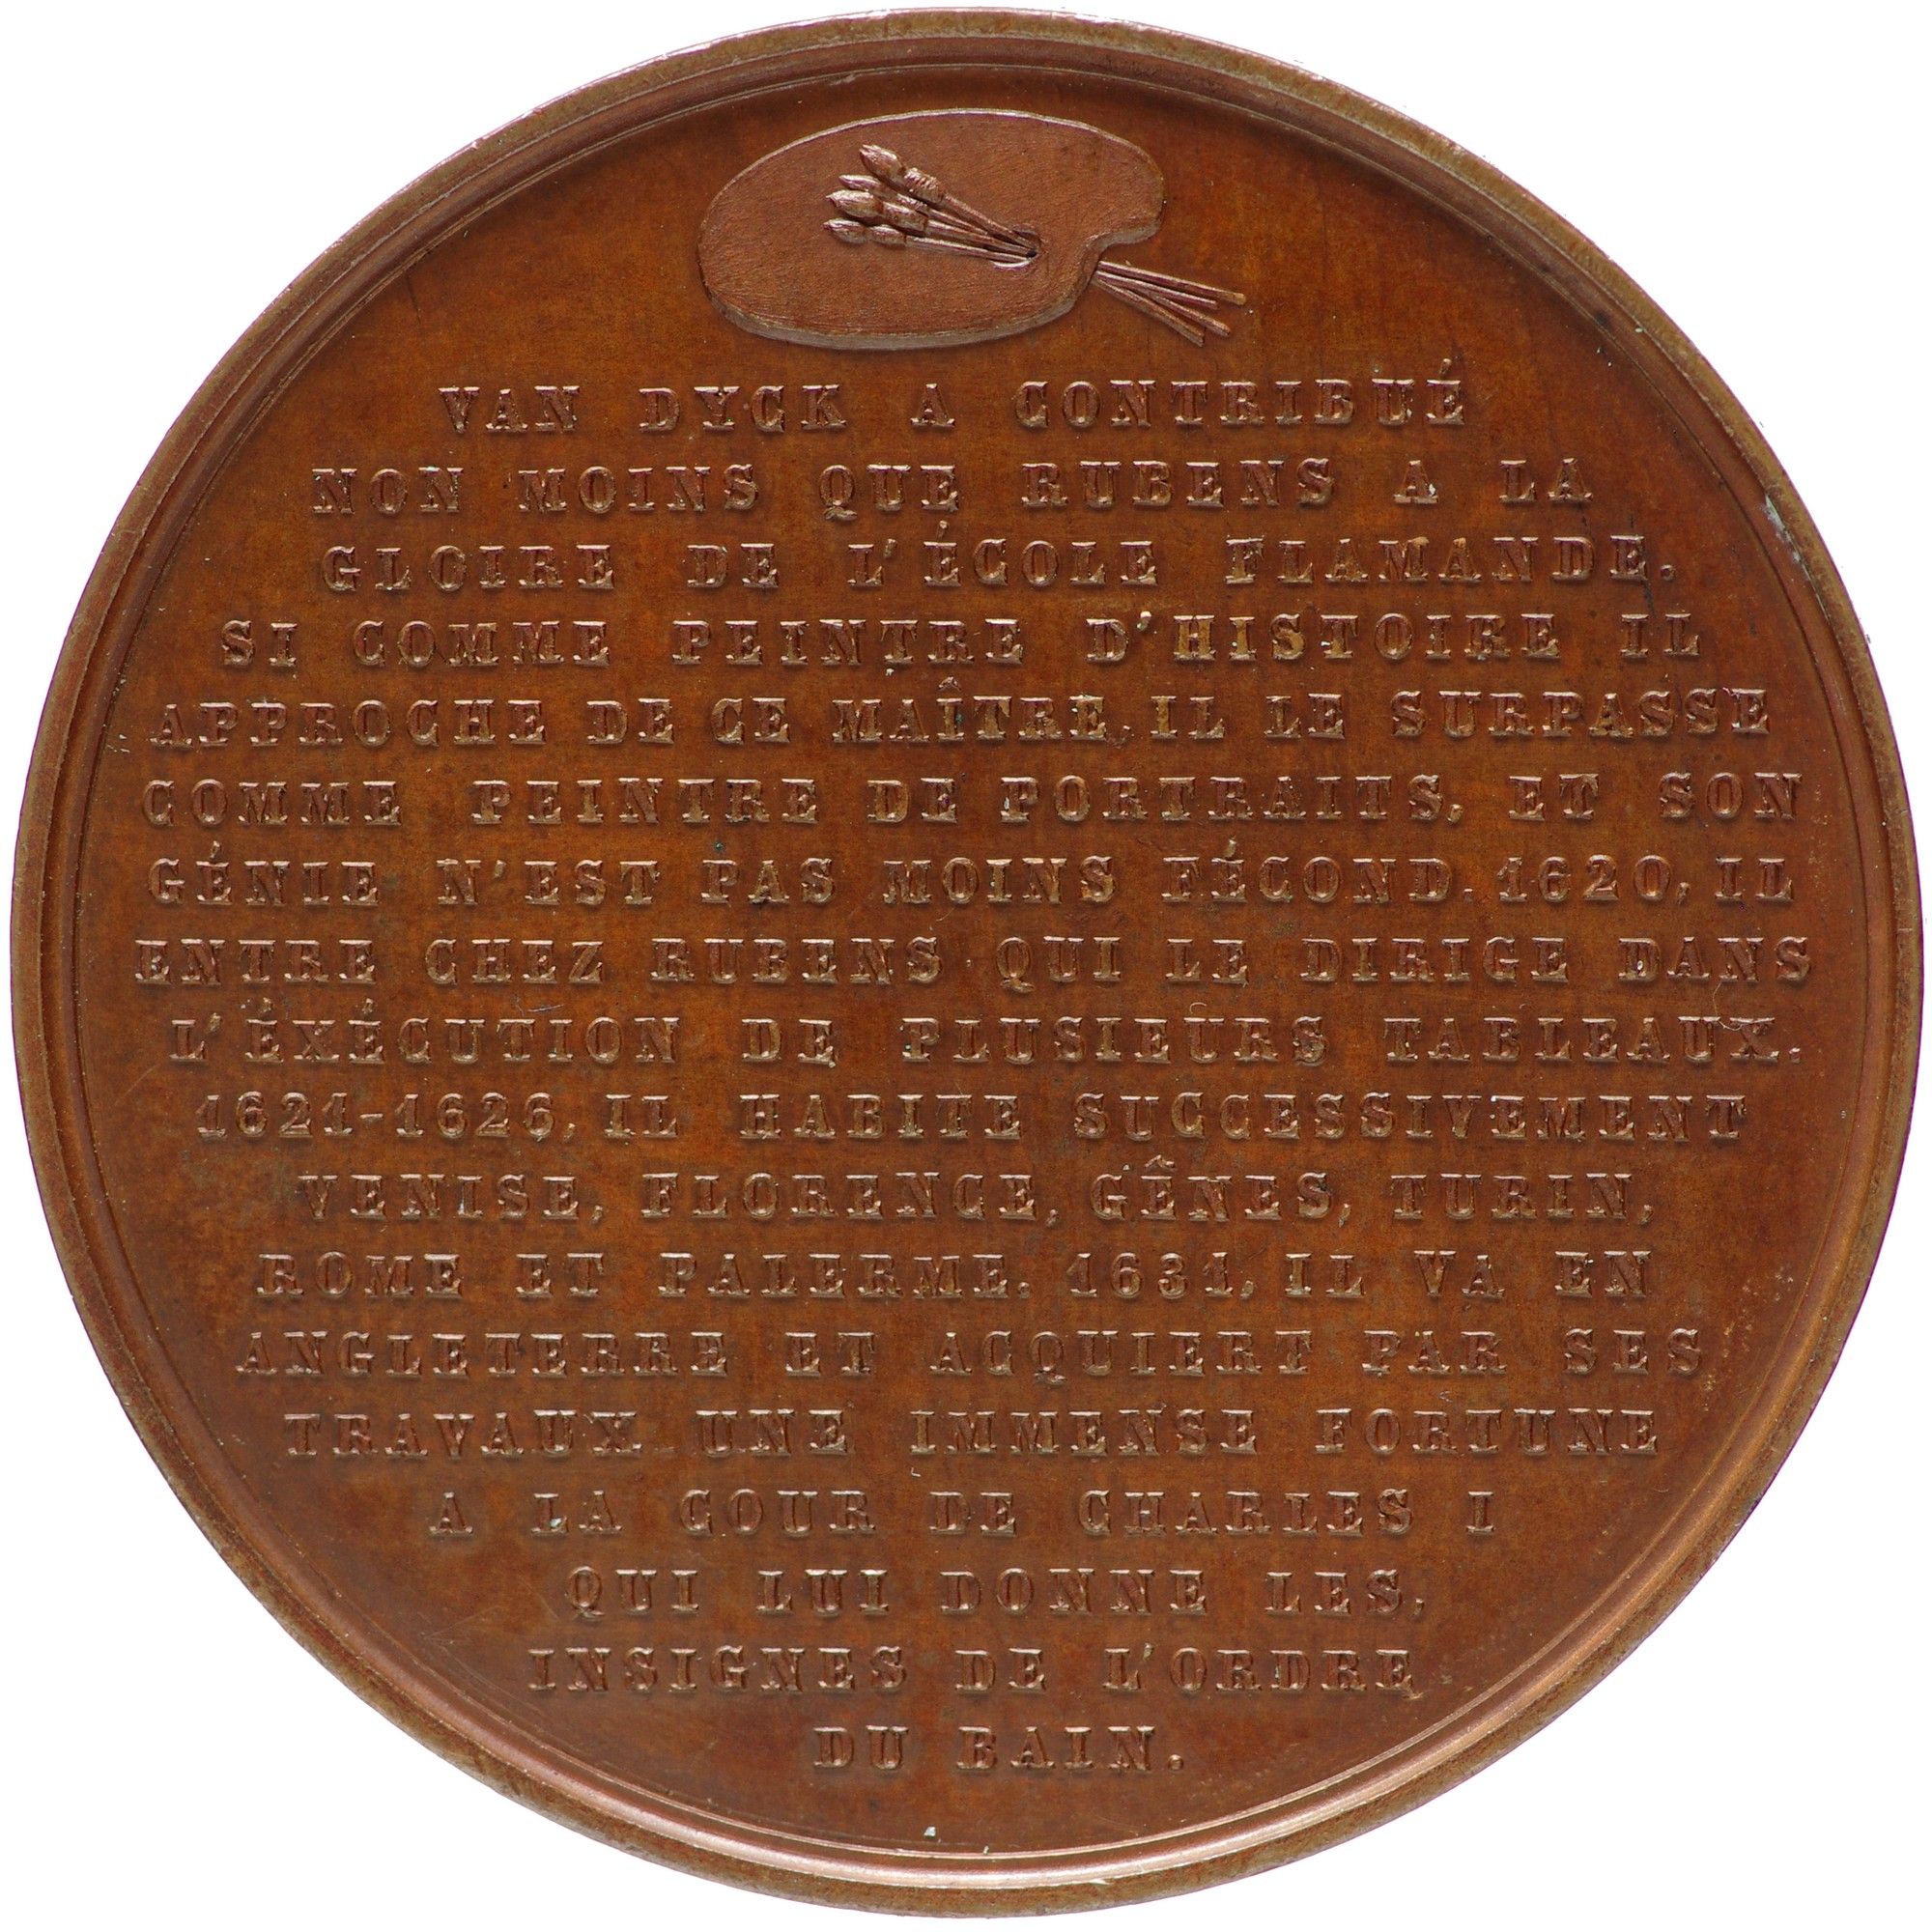 VAN DYCK A CONTRIBUÉ
NON MOINS QUE RUBENS A LA
GLOIRE DE L'ÉCOLE FLAMANDE.
SI COMME PEINTRE D'HISTOIRE IL
APPROCHE DE CE MAÎTRE, IL LE SURPASSE
COMME PEINTRE DE PORTRAITS, ET SON
GÉNIE N'EST PAS MOINS FÉCOND. 1620, IL
ENTRE CHEZ RUBENS QUI LE DIRIGE DANS
L'ÉXÉCUTION DE PLUSIEURS TABLEAUX.
1621-1626, IL HABITE SUCCESSIVEMENT
VENISE, FLORENCE, GÊNES, TURIN,
ROME ET PALERME. 1631, IL VA EN
ANGLETERRE ET ACQUIERT PAR SES
TRAVAUX UNE IMMENSE FORTUNE
A LA COUR DE CHARLES I
QUI LUI DONNE LES,
INSIGNES DE L'ORDRE
DU BAIN.